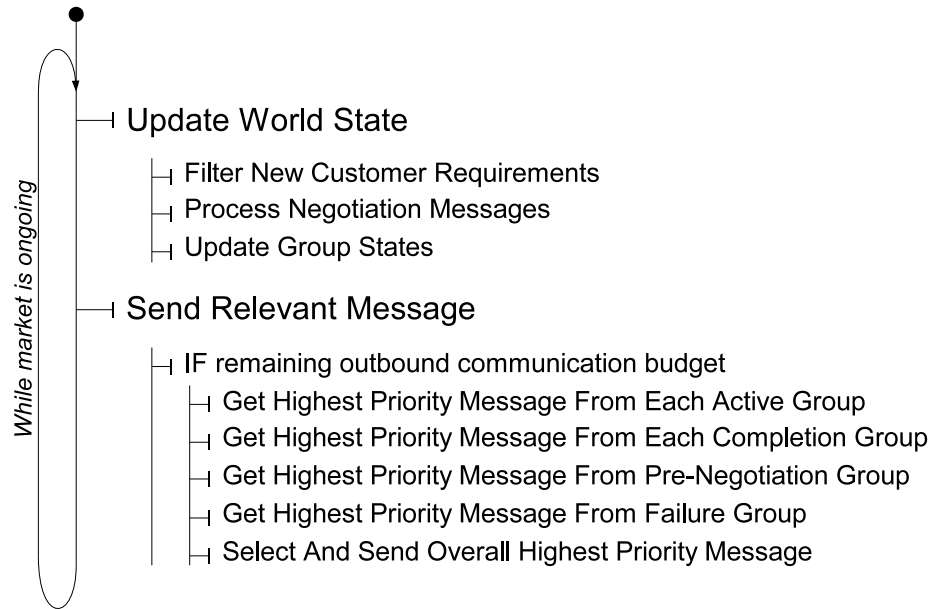 While market is ongoing
Update World State
Filter New Customer Requirements
Process Negotiation Messages
Update Group States
Send Relevant Message
IF remaining outbound communication budget
Get Highest Priority Message From Each Active Group
Get Highest Priority Message From Each Completion Group
Get Highest Priority Message From Pre-Negotiation Group
Get Highest Priority Message From Failure Group
Select And Send Overall Highest Priority Message